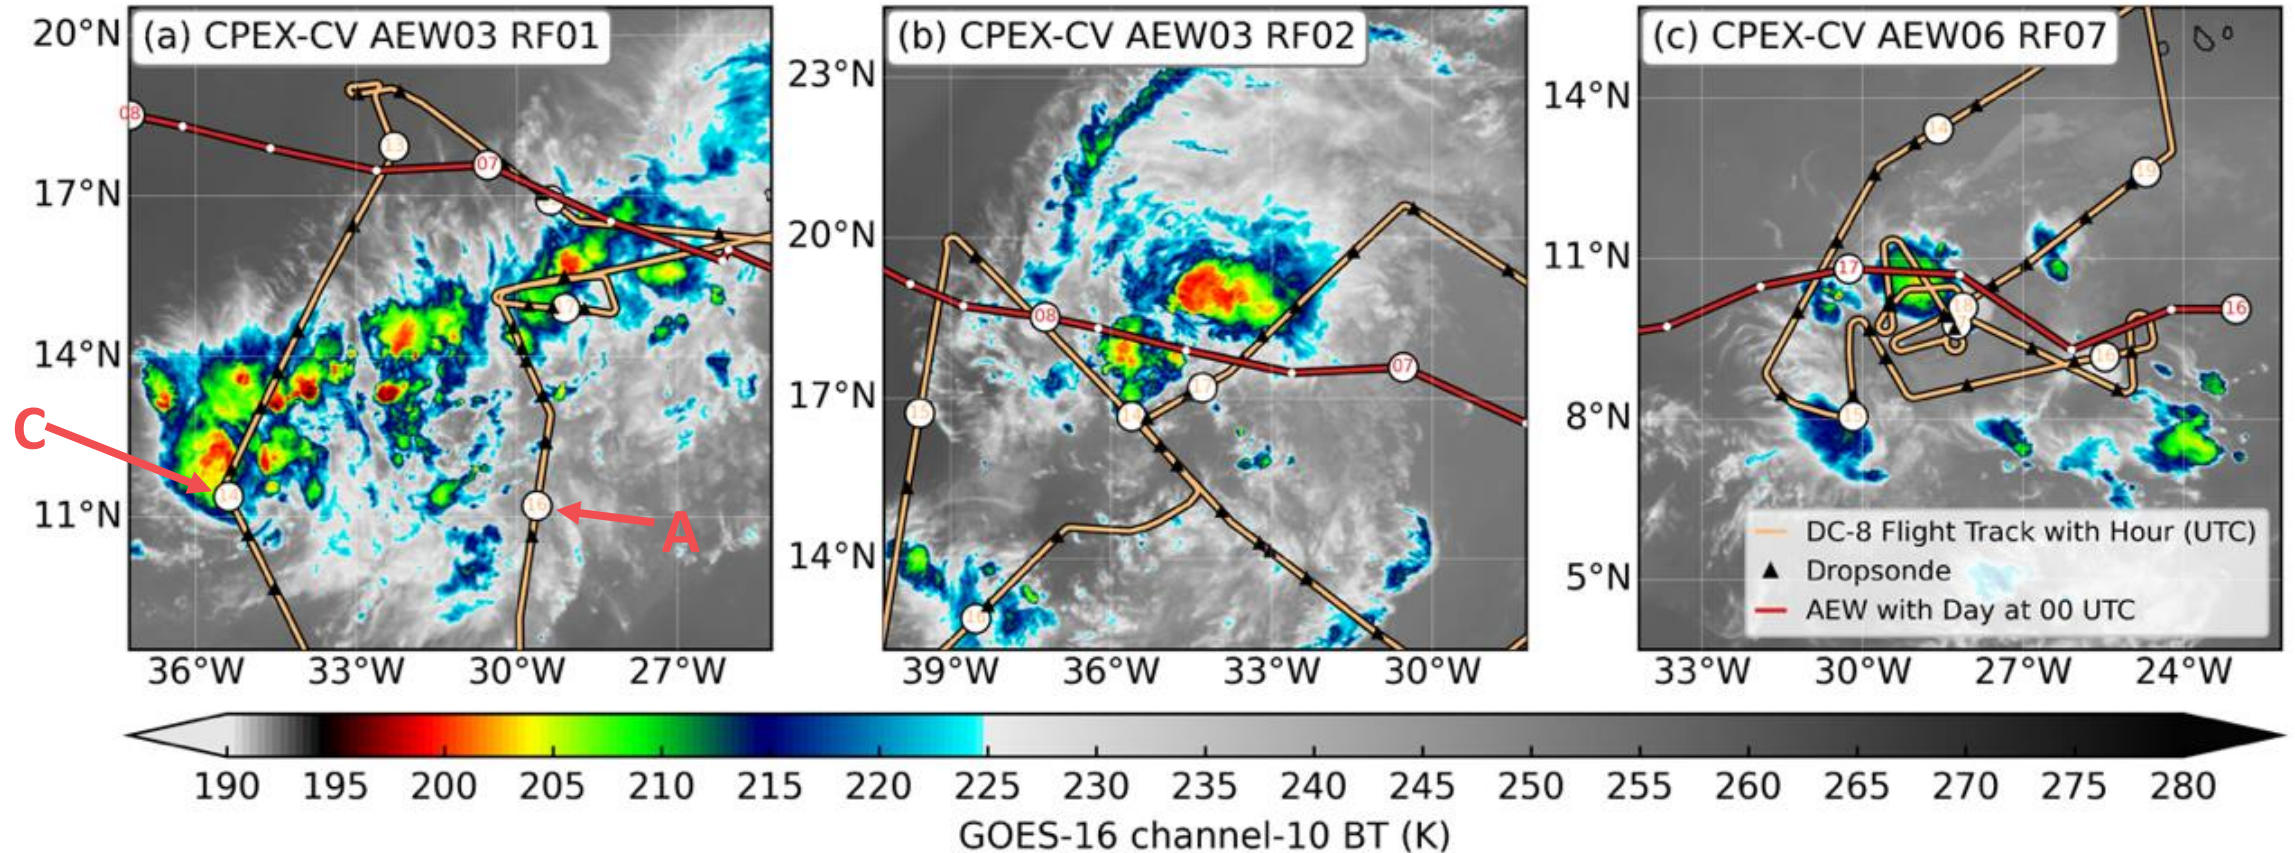 (a) CPEX-CV AEW03 RF01
20°N
17°N
14°N
11°N
36°W 33°W 30°W 27°W
08
07
13
14
16
17
C
A
(b) CPEX-CV AEW03 RF02
23°N
20°N
17°N
14°N
39°W 36°W 33°W 30°W
08
07
15
14
17
16
(c) CPEX-CV AEW06 RF07
14°N
11°N
8°N
5°N
33°W 30°W 27°W 24°W
14
19
17
18
16
16
15
DC-8 Flight Track with Hour (UTC)
Dropsonde
AEW with Day at 00 UTC
190 195 200 205 210 215 220 225 230 235 240 245 250 255 260 265 270 275 280
GOES-16 channel-10 BT (K)